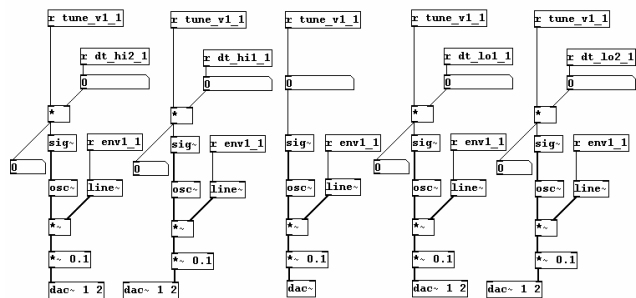 r tune_v1_1
r dt_hi2_1
0
*
0
sig~
r env1_1
osc~
line~
*~
*~ 0.1
dac~ 1 2
r tune_v1_1
r dt_hi1_1
0
*
0
sig~
r env1_1
osc~
line~
*~
*~ 0.1
dac~ 1 2
r tune_v1_1
0
sig~
r env1_1
osc~
line~
*~
*~ 0.1
dac~
r tune_v1_1
r dt_lo1_1
0
*
0
sig~
r env1_1
osc~
line~
*~
*~ 0.1
dac~ 1 2
r tune_v1_1
r dt_lo2_1
0
*
0
sig~
r env1_1
osc~
line~
*~
*~ 0.1
dac~ 1 2